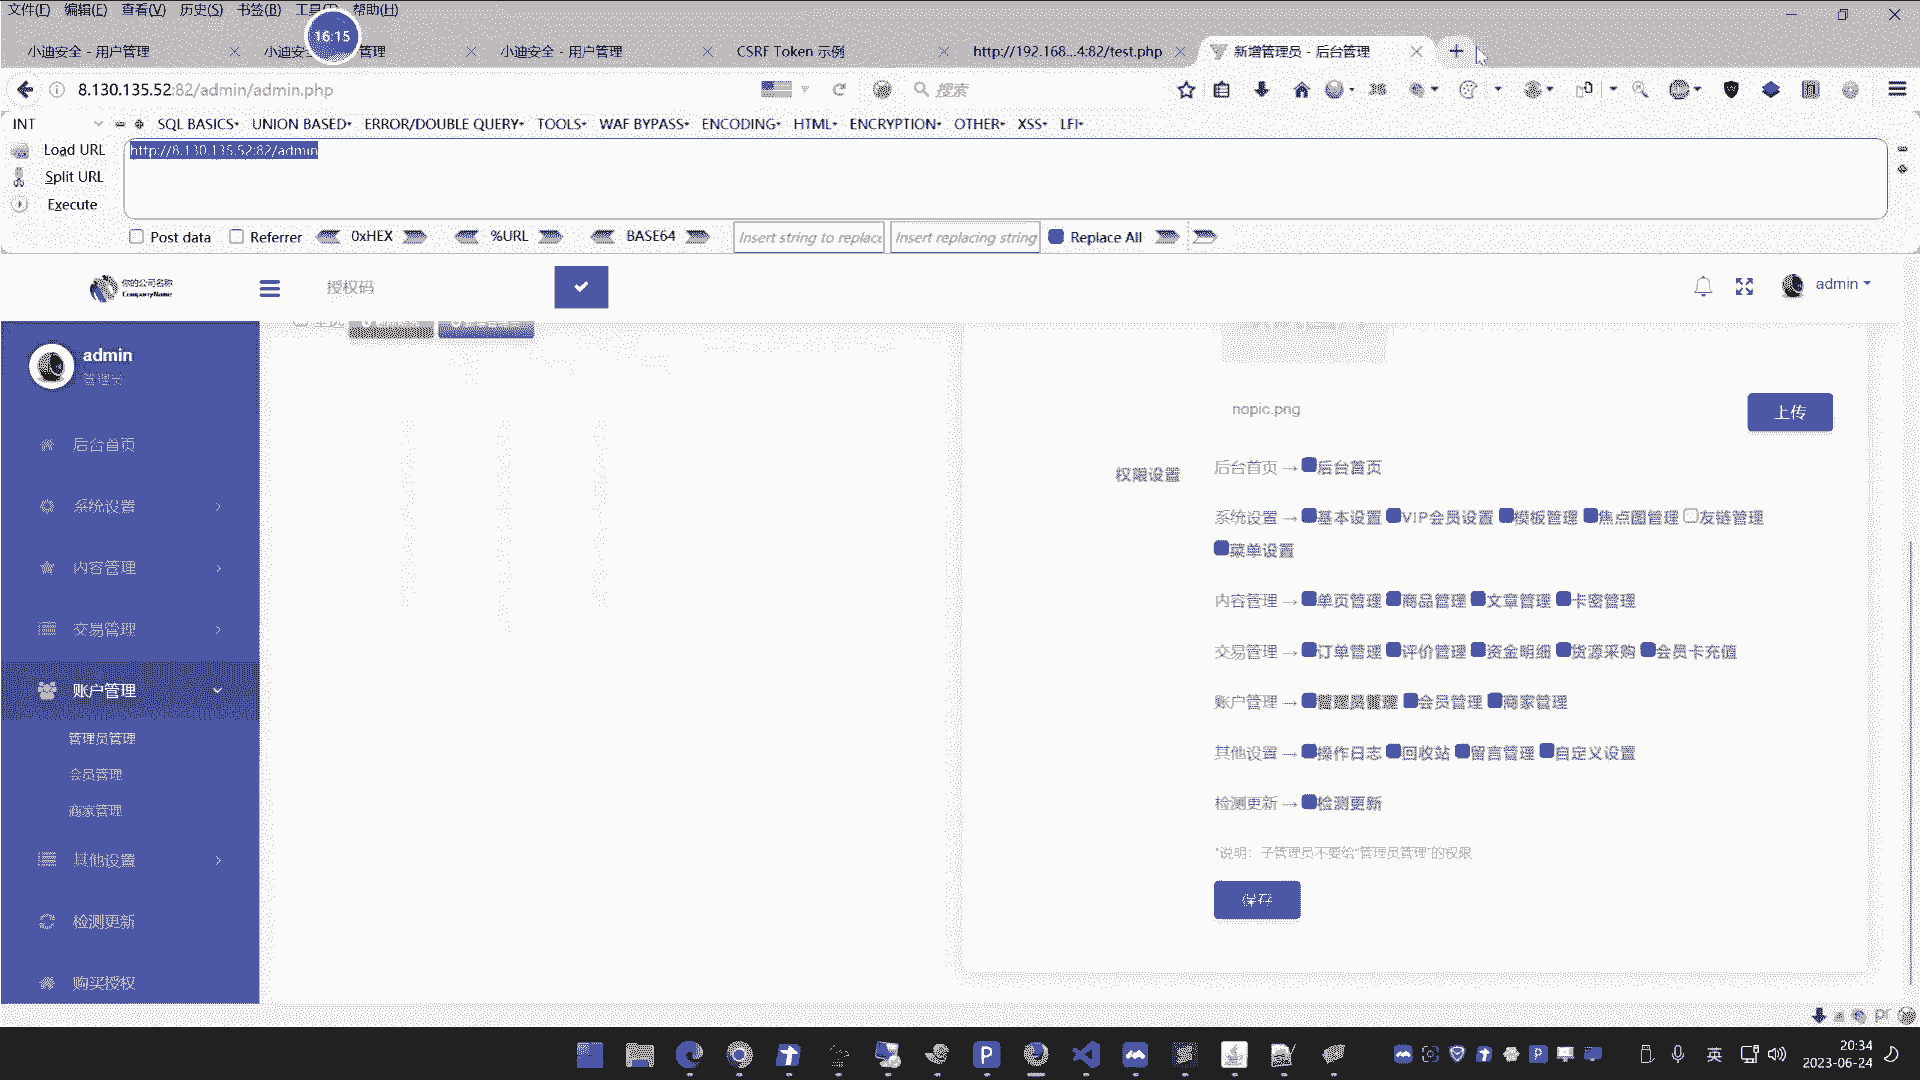 文件(F) 编辑(E) 查看(V) 历史(S) 书签(B) 工具(T) 帮助(H)
16:15
小迪安全 - 用户管理
管理
小迪安全 - 用户管理
CSRF Token 示例
http://192.168...4:82/test.php
新增管理员 - 后台管理
8.130.135.52:82/admin/admin.php
搜索
INT
SQL BASICS
UNION BASED
ERROR/DOUBLE QUERY
TOOLS
WAF BYPASS
ENCODING
HTML
ENCRYPTION
OTHER
XSS
LFI
Load URL
http://8.130.135.52:82/admin
Split URL
Execute
Post data
Referrer
0xHEX
%URL
BASE64
Insert string to replace
Insert replacing string
Replace All
你的公司名称
CompanyName
授权码
admin
admin
管理员
后台首页
系统设置
内容管理
交易管理
账户管理
管理员管理
会员管理
商家管理
其他设置
检测更新
购买授权
nopic.png
上传
权限设置
后台首页 → 后台首页
系统设置 → 基本设置 VIP会员设置 模板管理 焦点图管理 友链管理
菜单设置
内容管理 → 单页管理 商品管理 文章管理 卡密管理
交易管理 → 订单管理 评价管理 资金明细 货源采购 会员卡充值
账户管理 → 管理员管理 会员管理 商家管理
其他设置 → 操作日志 回收站 留言管理 自定义设置
检测更新 → 检测更新
*说明：子管理员不要给“管理员管理”的权限
保存
英
20:34
2023-06-24